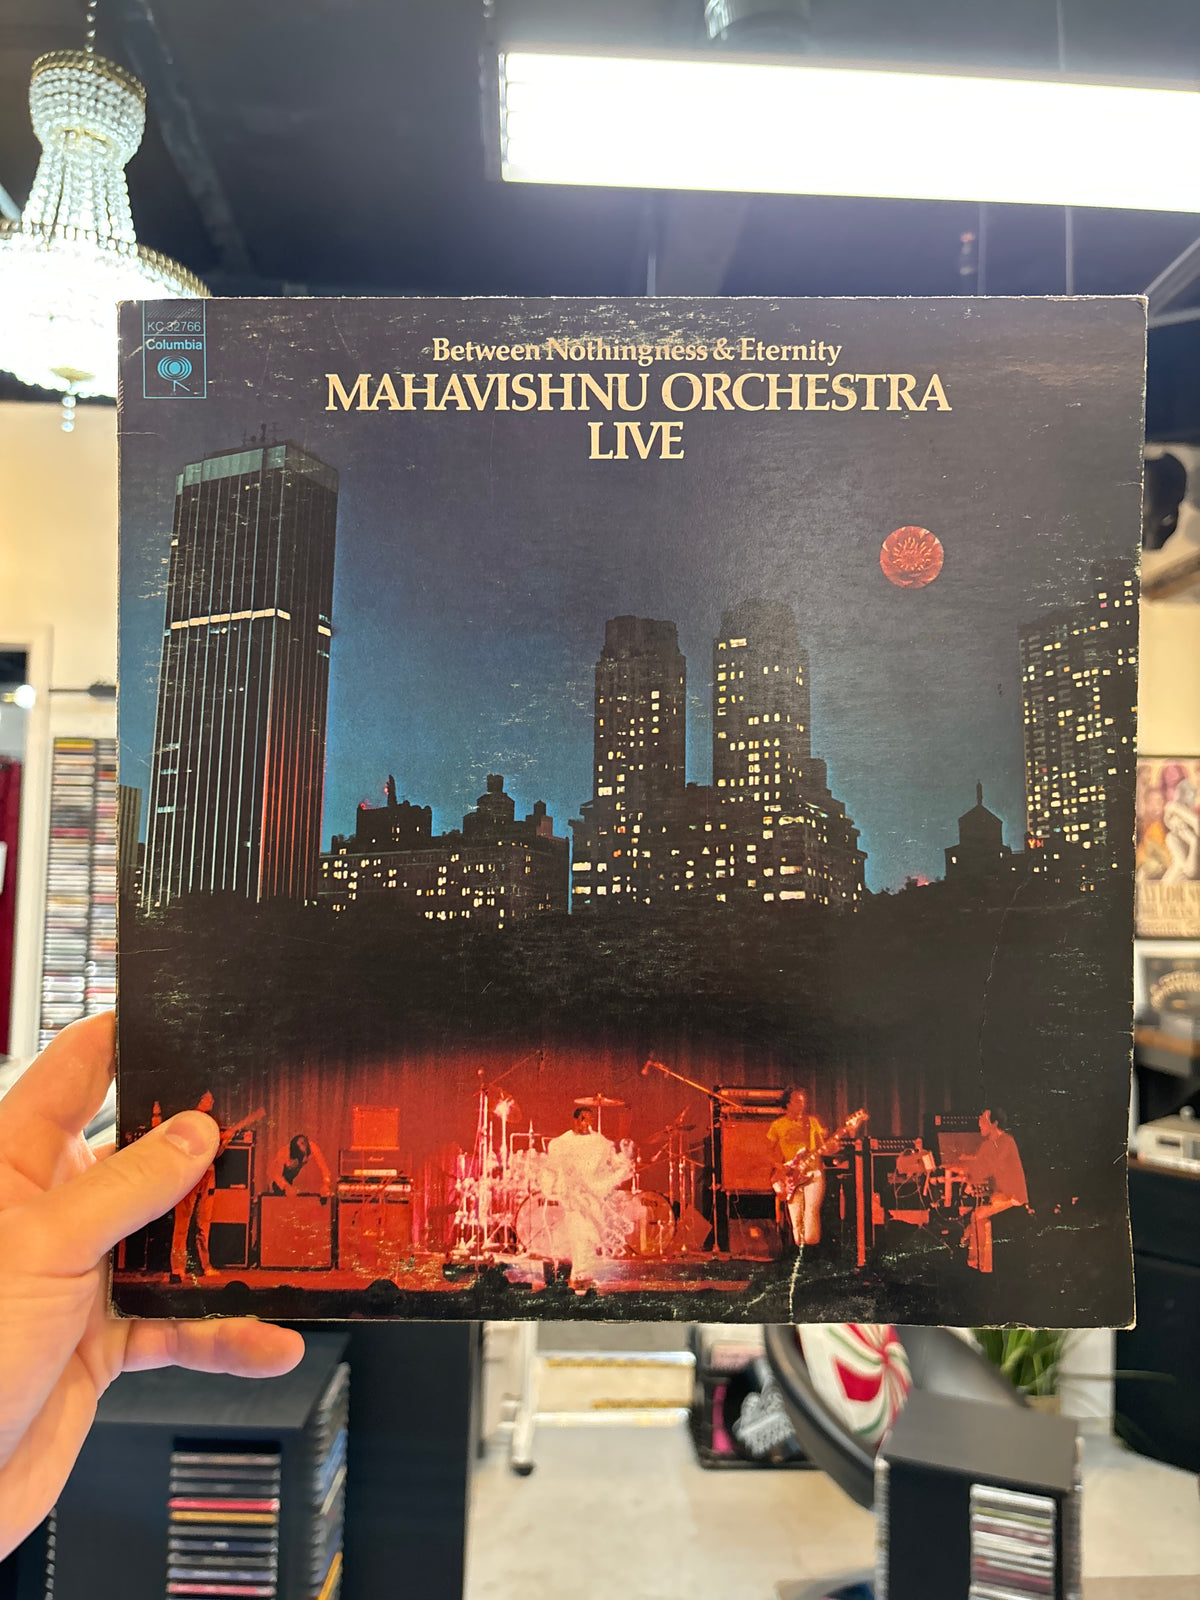 KC 32766
Columbia
Between Nothingness & Eternity
MAHAVISHNU ORCHESTRA
LIVE